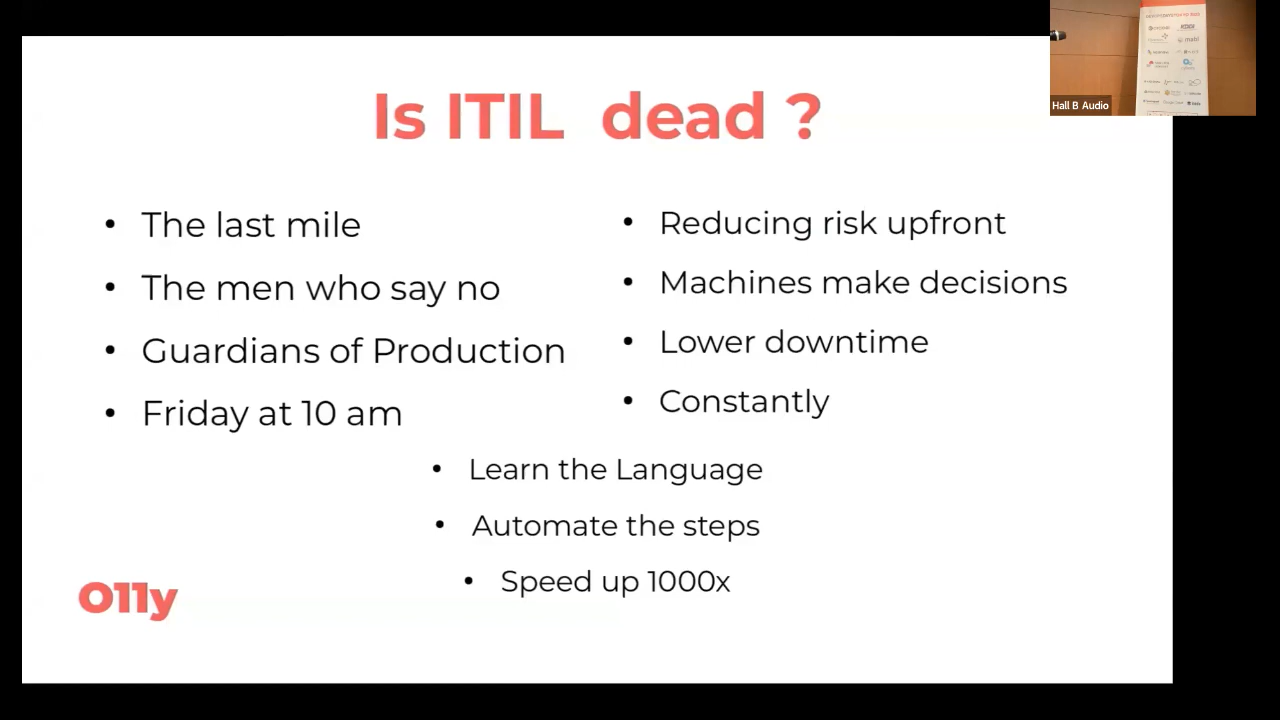 Is ITIL dead ?
• The last mile
• The men who say no
• Guardians of Production
• Friday at 10 am
• Reducing risk upfront
• Machines make decisions
• Lower downtime
• Constantly
• Learn the Language
• Automate the steps
• Speed up 1000x
O11y
Hall B Audio